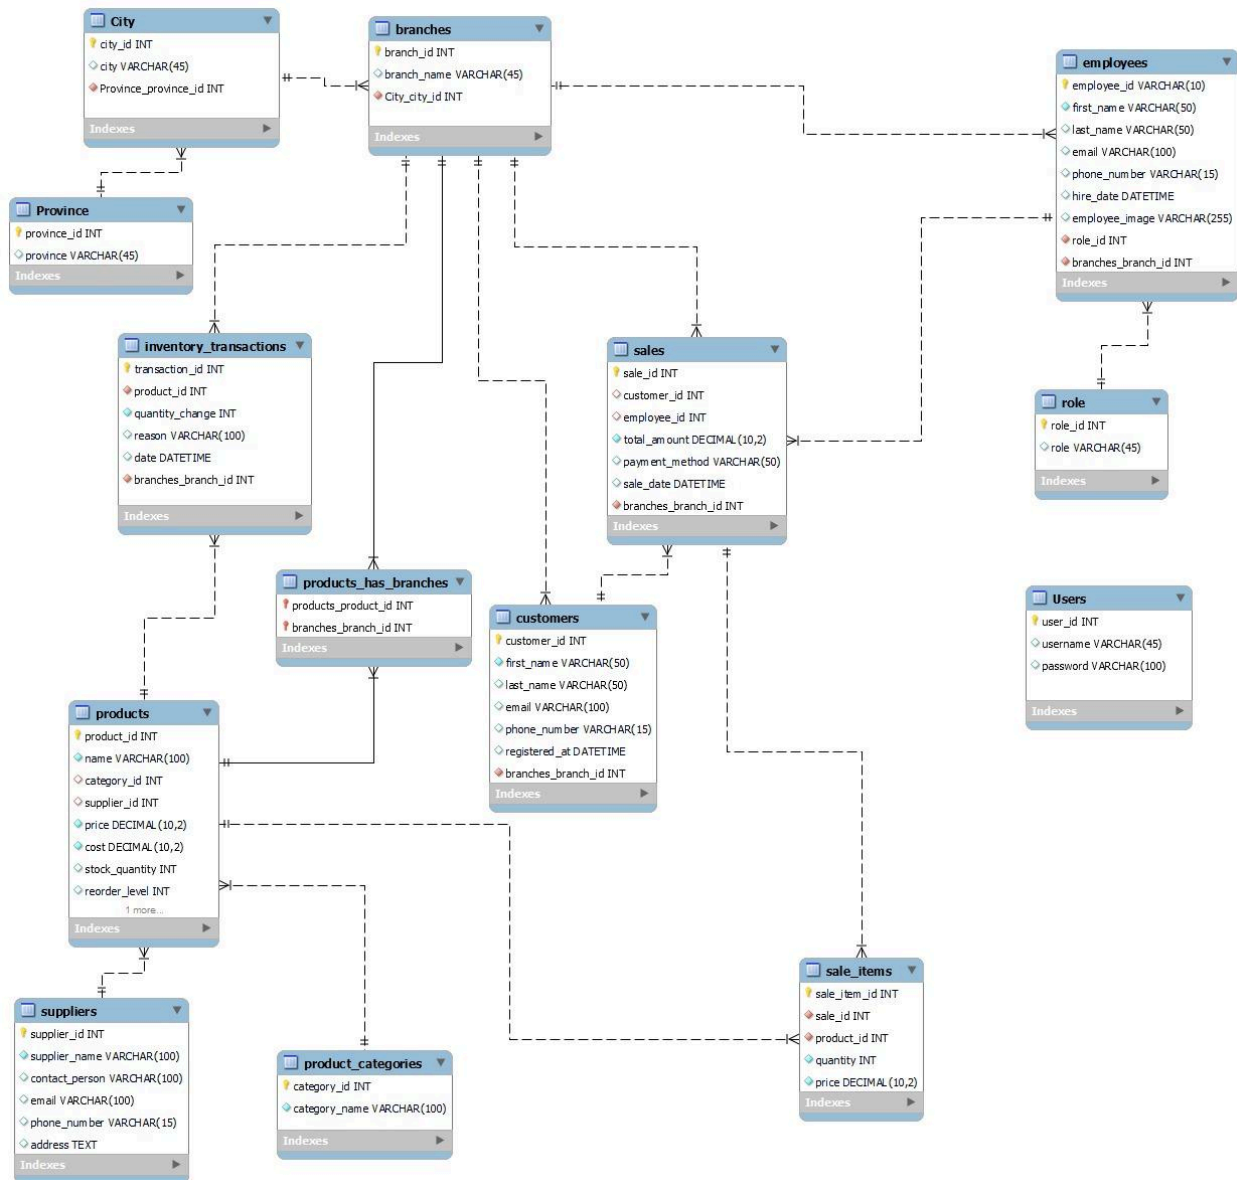 City
city_id INT
city VARCHAR(45)
Province_province_id INT
Indexes
branches
branch_id INT
branch_name VARCHAR(45)
City_city_id INT
Indexes
employees
employee_id VARCHAR(10)
first_name VARCHAR(50)
last_name VARCHAR(50)
email VARCHAR(100)
phone_number VARCHAR(15)
hire_date DATETIME
employee_image VARCHAR(255)
role_id INT
branches_branch_id INT
Indexes
Province
province_id INT
province VARCHAR(45)
Indexes
inventory_transactions
transaction_id INT
product_id INT
quantity_change INT
reason VARCHAR(100)
date DATETIME
branches_branch_id INT
Indexes
sales
sale_id INT
customer_id INT
employee_id INT
total_amount DECIMAL(10,2)
payment_method VARCHAR(50)
sale_date DATETIME
branches_branch_id INT
Indexes
role
role_id INT
role VARCHAR(45)
Indexes
products_has_branches
products_product_id INT
branches_branch_id INT
Indexes
customers
customer_id INT
first_name VARCHAR(50)
last_name VARCHAR(50)
email VARCHAR(100)
phone_number VARCHAR(15)
registered_at DATETIME
branches_branch_id INT
Indexes
Users
user_id INT
username VARCHAR(45)
password VARCHAR(100)
Indexes
products
product_id INT
name VARCHAR(100)
category_id INT
supplier_id INT
price DECIMAL(10,2)
cost DECIMAL(10,2)
stock_quantity INT
reorder_level INT
1 more...
Indexes
suppliers
supplier_id INT
supplier_name VARCHAR(100)
contact_person VARCHAR(100)
email VARCHAR(100)
phone_number VARCHAR(15)
address TEXT
Indexes
product_categories
category_id INT
category_name VARCHAR(100)
Indexes
sale_items
sale_item_id INT
sale_id INT
product_id INT
quantity INT
price DECIMAL(10,2)
Indexes